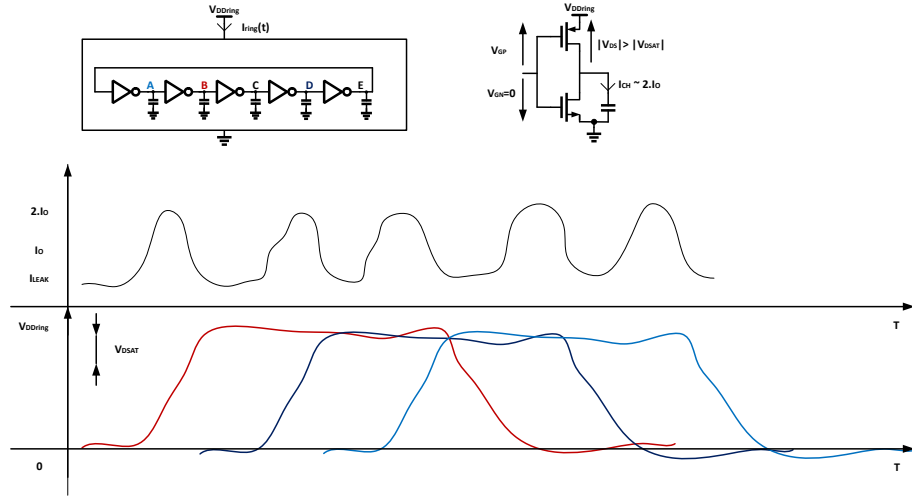 VDDring
Iring(t)
A
B
C
D
E
VDDring
VGP
|VDS| > |VDSAT|
VGN=0
ICH ~ 2.IO
2.IO
IO
ILEAK
T
VDDring
VDSAT
0
T